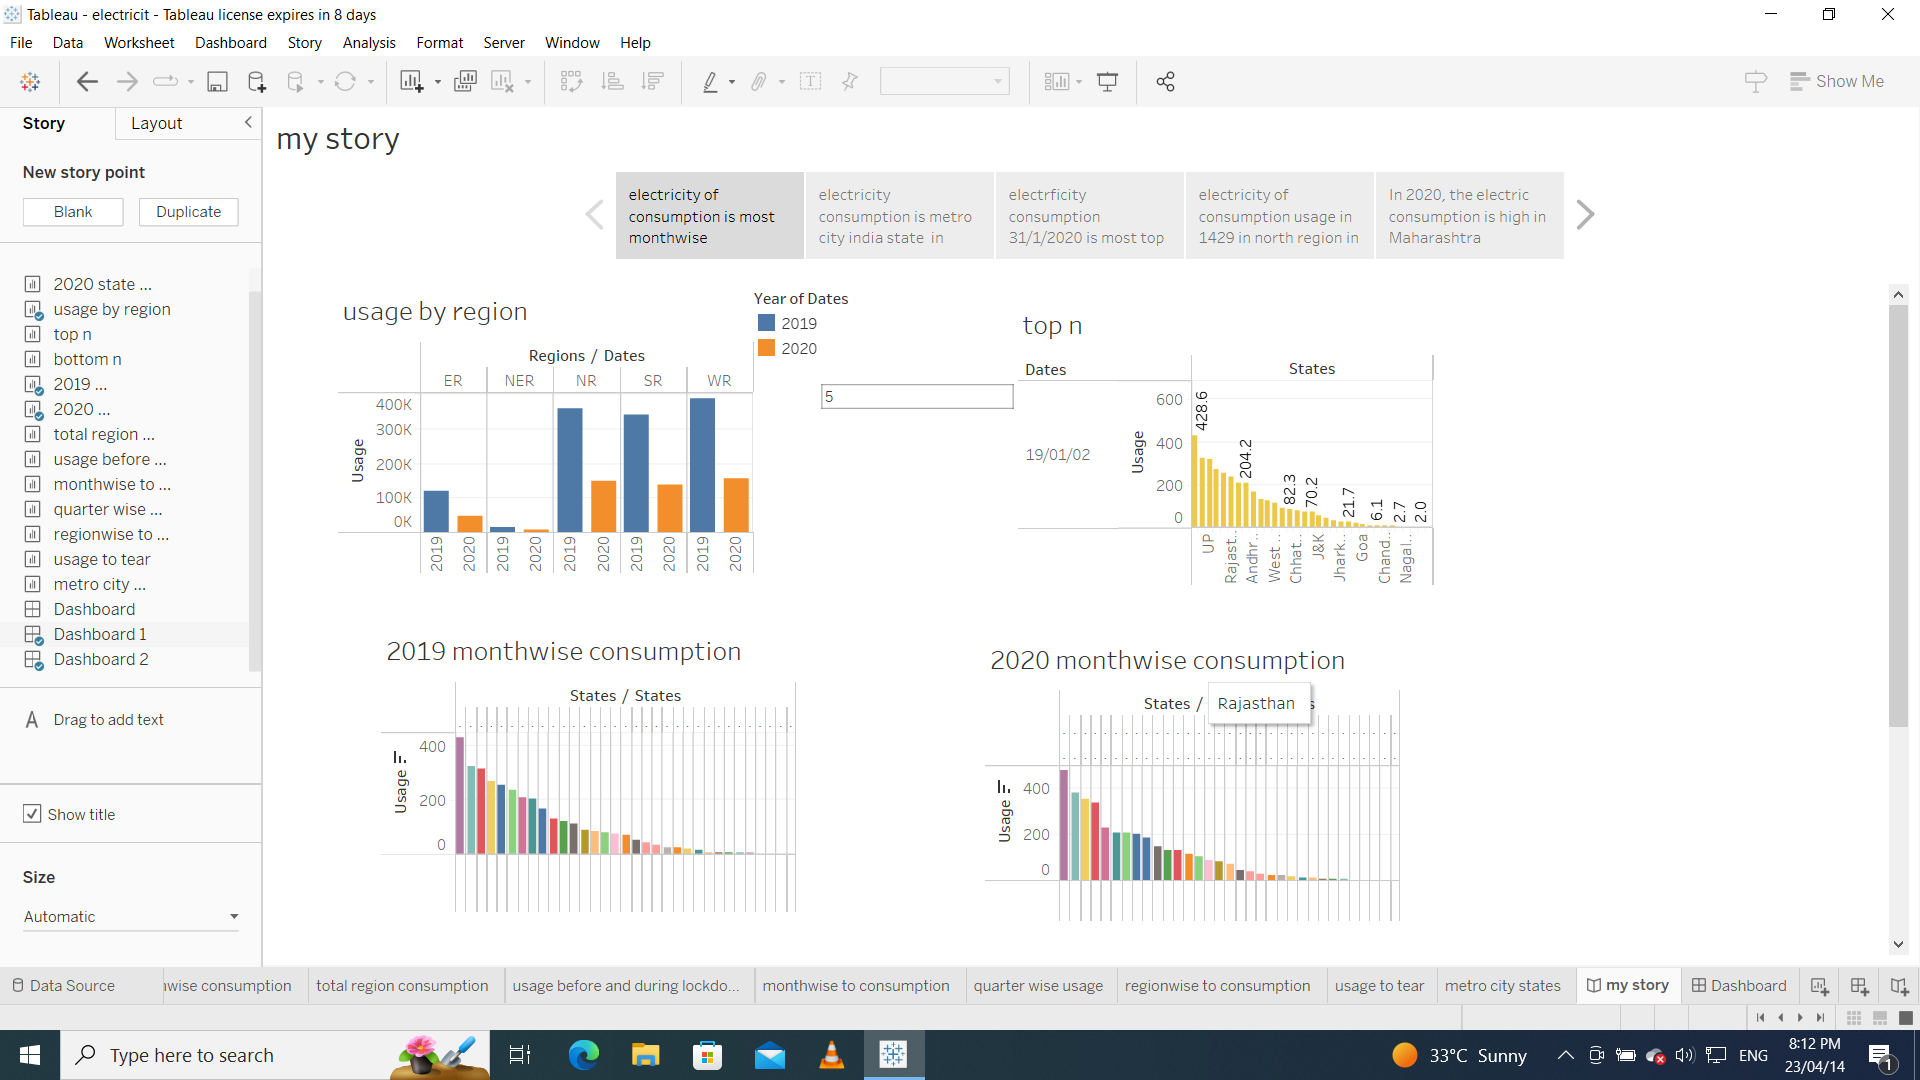 Tableau - electricit - Tableau license expires in 8 days
File Data Worksheet Dashboard Story Analysis Format Server Window Help
Show Me
Story
Layout
New story point
Blank
Duplicate
2020 state ...
usage by region
top n
bottom n
2019 ...
2020 ...
total region ...
usage before ...
monthwise to ...
quarter wise ...
regionwise to ...
usage to tear
metro city ...
Dashboard
Dashboard 1
Dashboard 2
A Drag to add text
Show title
Size
Automatic
my story
electricity of
consumption is most
monthwise
electricity
consumption is metro
city india state in
electrficity
consumption
31/1/2020 is most top
electricity of
consumption usage in
1429 in north region in
In 2020, the electric
consumption is high in
Maharashtra
usage by region
Regions / Dates
ER NER NR SR WR
400K
300K
200K
100K
0K
Usage
2019 2020 2019 2020 2019 2020 2019 2020 2019 2020
Year of Dates
2019
2020
5
top n
Dates
States
19/01/02
Usage
600
400
200
0
428.6 204.2 82.3 70.2 21.7 6.1 2.7 2.0
UP Rajast.. Andhr.. West .. Chhat.. J&K Jhark.. Goa Chand.. Nagal..
2019 monthwise consumption
States / States
Usage
400
200
0
2020 monthwise consumption
States /
Rajasthan
s
Usage
400
200
0
Data Source
wise consumption
total region consumption
usage before and during lockdo...
monthwise to consumption
quarter wise usage
regionwise to consumption
usage to tear
metro city states
my story
Dashboard
Type here to search
33°C Sunny
ENG
8:12 PM
23/04/14
1